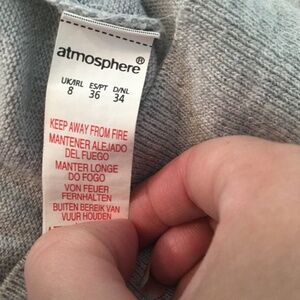 atmosphere®
UK/IRL ES/PT D/NL
8 36 34
KEEP AWAY FROM FIRE
MANTENER ALEJADO
DEL FUEGO
MANTER LONGE
DO FOGO
VON FEUER
FERNHALTEN
BUITEN BEREIK VAN
VUUR HOUDEN